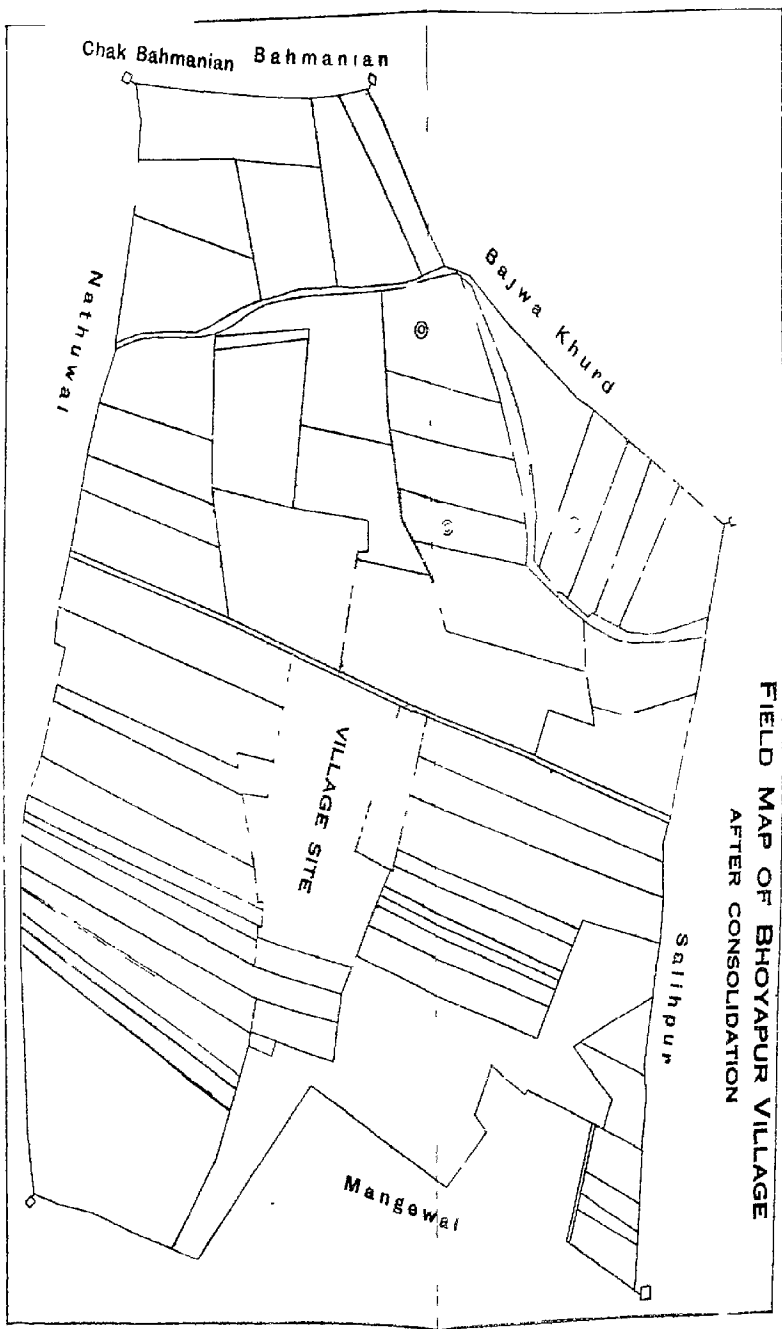 FIELD MAP OF BHOYAPUR VILLAGE
AFTER CONSOLIDATION
Chak Bahmanian
Bahmanian
Bajwa Khurd
Nathuwal
VILLAGE SITE
Salihpur
Mangewal